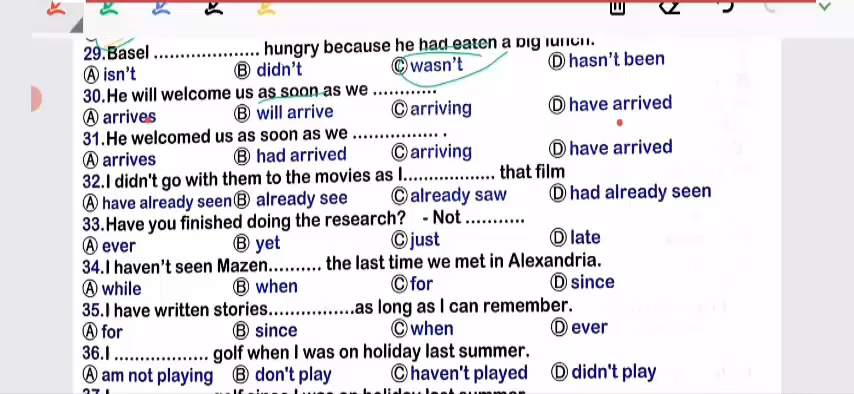 29.Basel .................... hungry because he had eaten a big lunch.
Ⓐ isn't Ⓑ didn't Ⓒ wasn't Ⓓ hasn't been
30.He will welcome us as soon as we ............
Ⓐ arrives Ⓑ will arrive Ⓒ arriving Ⓓ have arrived
31.He welcomed us as soon as we ................. .
Ⓐ arrives Ⓑ had arrived Ⓒ arriving Ⓓ have arrived
32.I didn't go with them to the movies as I.................. that film
Ⓐ have already seen Ⓑ already see Ⓒ already saw Ⓓ had already seen
33.Have you finished doing the research? - Not ...........
Ⓐ ever Ⓑ yet Ⓒ just Ⓓ late
34.I haven't seen Mazen.......... the last time we met in Alexandria.
Ⓐ while Ⓑ when Ⓒ for Ⓓ since
35.I have written stories.................as long as I can remember.
Ⓐ for Ⓑ since Ⓒ when Ⓓ ever
36.I .................. golf when I was on holiday last summer.
Ⓐ am not playing Ⓑ don't play Ⓒ haven't played Ⓓ didn't play